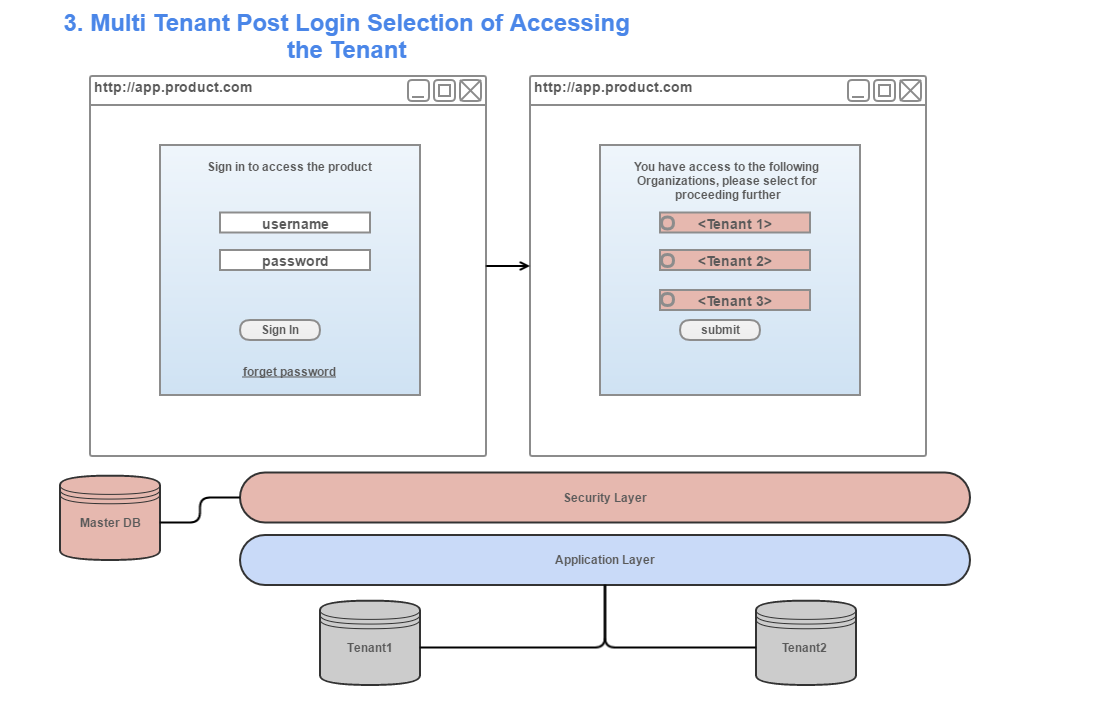 3. Multi Tenant Post Login Selection of Accessing
the Tenant
http://app.product.com
Sign in to access the product
username
password
Sign In
forget password
http://app.product.com
You have access to the following
Organizations, please select for
proceeding further
<Tenant 1>
<Tenant 2>
<Tenant 3>
submit
Master DB
Security Layer
Application Layer
Tenant1
Tenant2